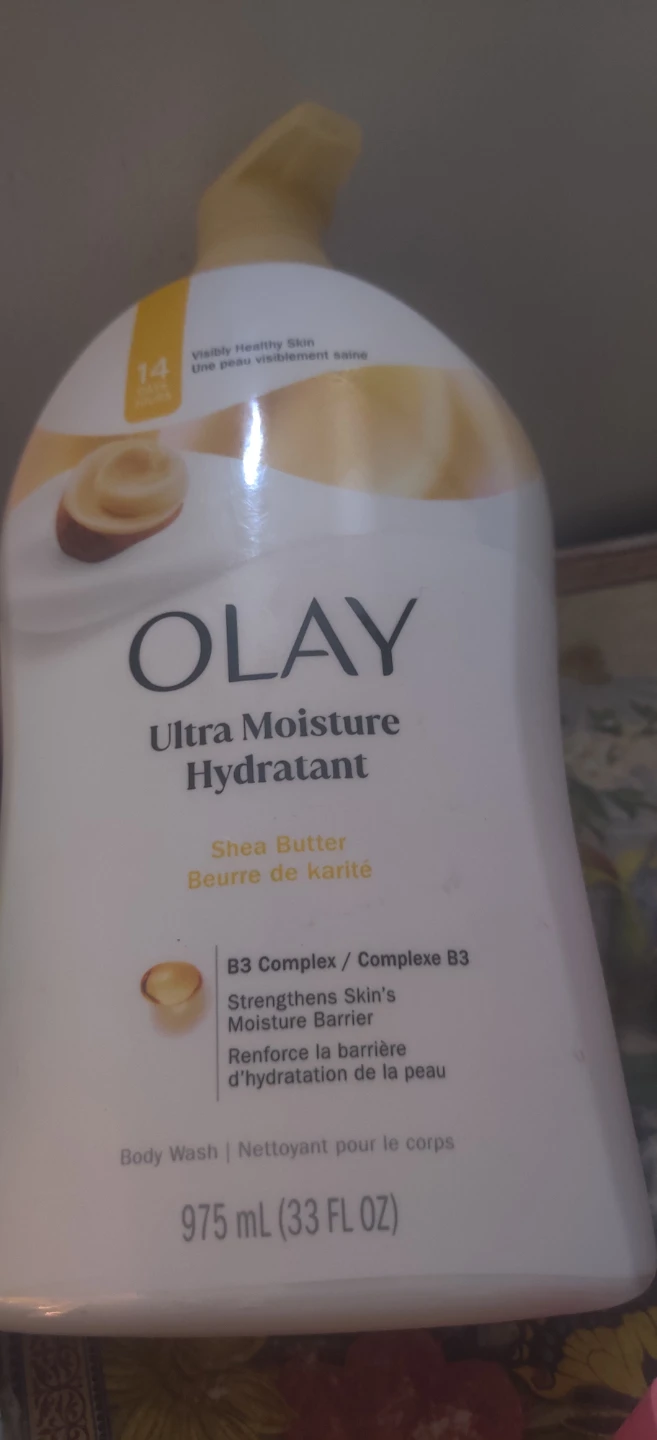 14
DAYS
JOURS
Visibly Healthy Skin
Une peau visiblement saine
OLAY
Ultra Moisture
Hydratant
Shea Butter
Beurre de karité
B3 Complex / Complexe B3
Strengthens Skin's
Moisture Barrier
Renforce la barrière
d'hydratation de la peau
Body Wash | Nettoyant pour le corps
975 mL (33 FL OZ)